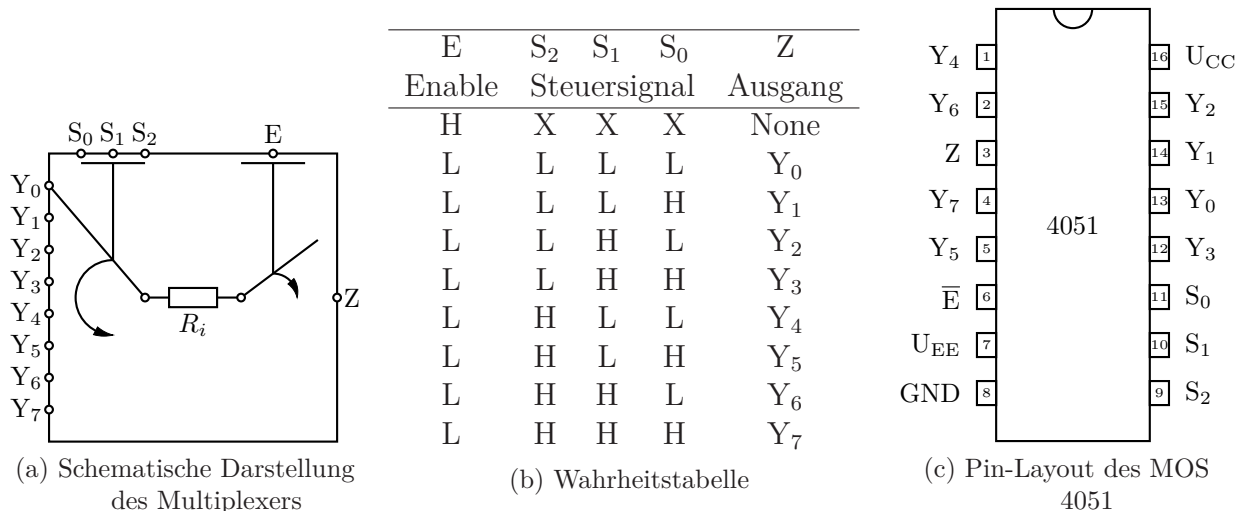 S0 S1 S2 E
Y0
Y1
Y2
Y3
Y4
Y5
Y6
Y7
Ri
Z
(a) Schematische Darstellung
des Multiplexers
E S2 S1 S0 Z
Enable Steuersignal Ausgang
H X X X None
L L L L Y0
L L L H Y1
L L H L Y2
L L H H Y3
L H L L Y4
L H L H Y5
L H H L Y6
L H H H Y7
(b) Wahrheitstabelle
Y4 1 16 UCC
Y6 2 15 Y2
Z 3 14 Y1
Y7 4 13 Y0
4051
Y5 5 12 Y3
E̅ 6 11 S0
UEE 7 10 S1
GND 8 9 S2
(c) Pin-Layout des MOS
4051